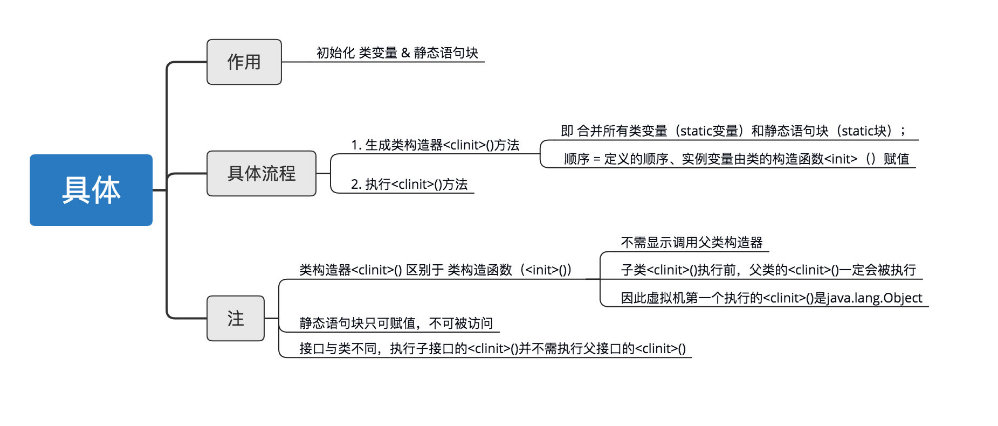 具体
作用
初始化 类变量 & 静态语句块
具体流程
1. 生成类构造器<clinit>()方法
即 合并所有类变量（static变量）和静态语句块（static块）；
顺序 = 定义的顺序、实例变量由类的构造函数<init>（）赋值
2. 执行<clinit>()方法
注
类构造器<clinit>() 区别于 类构造函数（<init>()）
不需显示调用父类构造器
子类<clinit>()执行前，父类的<clinit>()一定会被执行
因此虚拟机第一个执行的<clinit>()是java.lang.Object
静态语句块只可赋值，不可被访问
接口与类不同，执行子接口的<clinit>()并不需执行父接口的<clinit>()